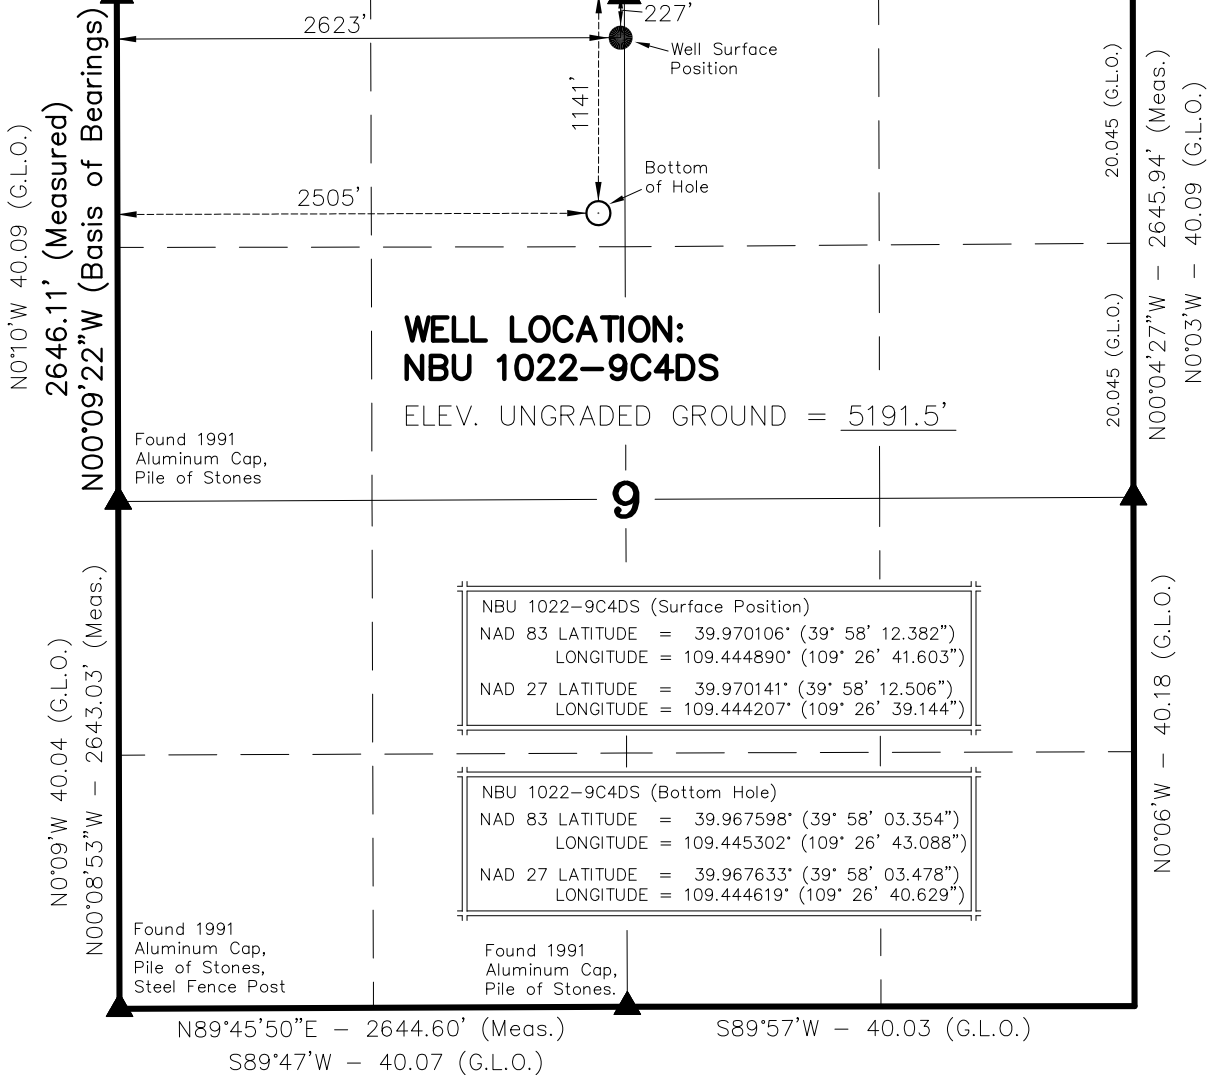 2623'
227'
Well Surface
Position
1141'
Bottom
of Hole
2505'
N0°10'W 40.09 (G.L.O.)
2646.11' (Measured)
N00°09'22"W (Basis of Bearings)
20.045 (G.L.O.)
20.045 (G.L.O.)
N00°04'27"W – 2645.94' (Meas.)
N0°03'W – 40.09 (G.L.O.)
WELL LOCATION:
NBU 1022–9C4DS
ELEV. UNGRADED GROUND = 5191.5'
Found 1991
Aluminum Cap,
Pile of Stones
9
NBU 1022–9C4DS (Surface Position)
NAD 83 LATITUDE = 39.970106° (39° 58' 12.382")
LONGITUDE = 109.444890° (109° 26' 41.603")
NAD 27 LATITUDE = 39.970141° (39° 58' 12.506")
LONGITUDE = 109.444207° (109° 26' 39.144")
NBU 1022–9C4DS (Bottom Hole)
NAD 83 LATITUDE = 39.967598° (39° 58' 03.354")
LONGITUDE = 109.445302° (109° 26' 43.088")
NAD 27 LATITUDE = 39.967633° (39° 58' 03.478")
LONGITUDE = 109.444619° (109° 26' 40.629")
N0°09'W 40.04 (G.L.O.)
N00°08'53"W – 2643.03' (Meas.)
N0°06'W – 40.18 (G.L.O.)
Found 1991
Aluminum Cap,
Pile of Stones,
Steel Fence Post
Found 1991
Aluminum Cap,
Pile of Stones.
N89°45'50"E – 2644.60' (Meas.)
S89°57'W – 40.03 (G.L.O.)
S89°47'W – 40.07 (G.L.O.)